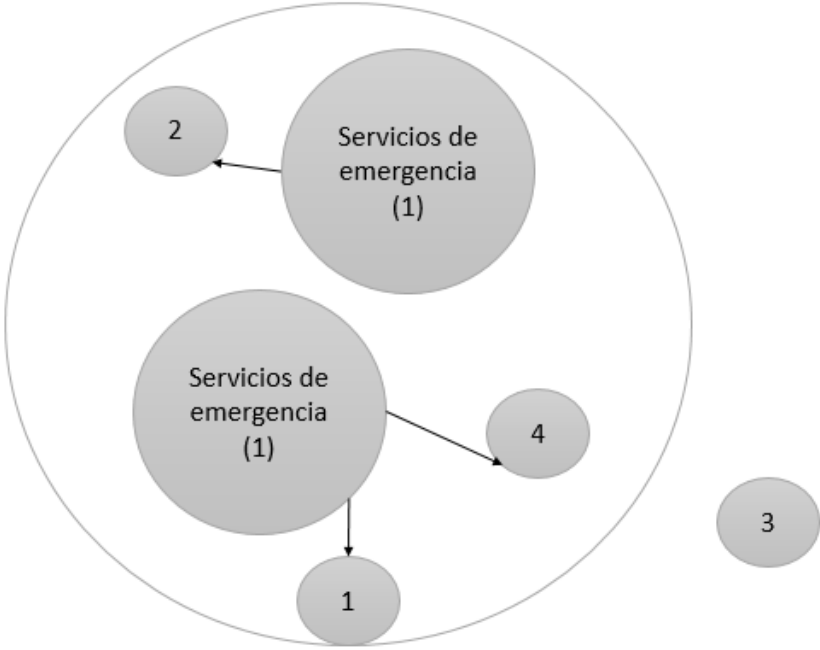 2
Servicios de
emergencia
(1)
Servicios de
emergencia
(1)
4
3
1